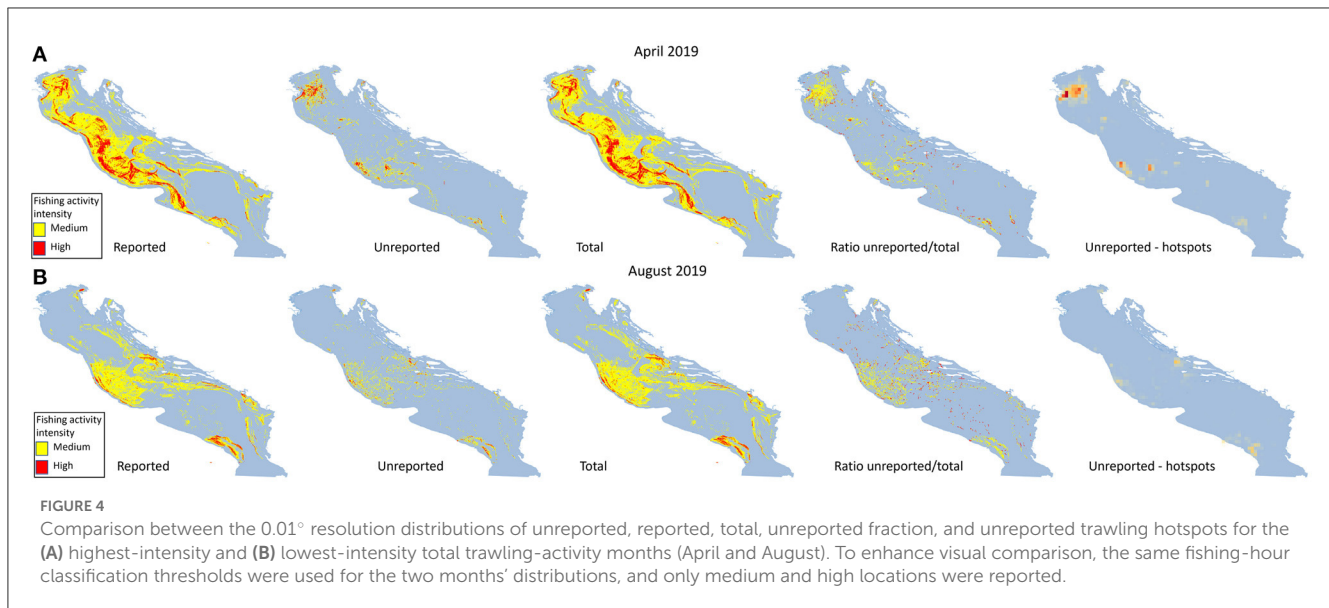 A
April 2019
Fishing activity
intensity
Medium
High
Reported
Unreported
Total
Ratio unreported/total
Unreported - hotspots
B
August 2019
Fishing activity
intensity
Medium
High
Reported
Unreported
Total
Ratio unreported/total
Unreported - hotspots
FIGURE 4
Comparison between the 0.01° resolution distributions of unreported, reported, total, unreported fraction, and unreported trawling hotspots for the
(A) highest-intensity and (B) lowest-intensity total trawling-activity months (April and August). To enhance visual comparison, the same fishing-hour
classification thresholds were used for the two months’ distributions, and only medium and high locations were reported.